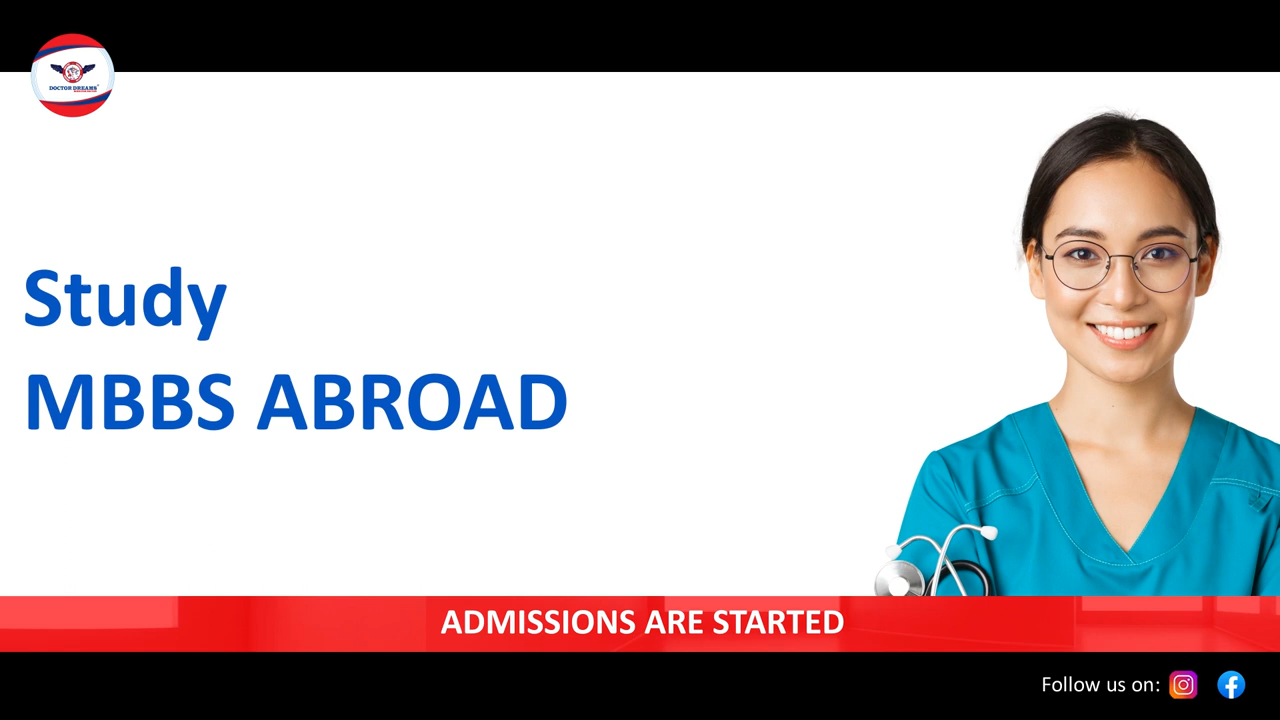 DOCTOR DREAMS
Study
MBBS ABROAD
ADMISSIONS ARE STARTED
Follow us on: